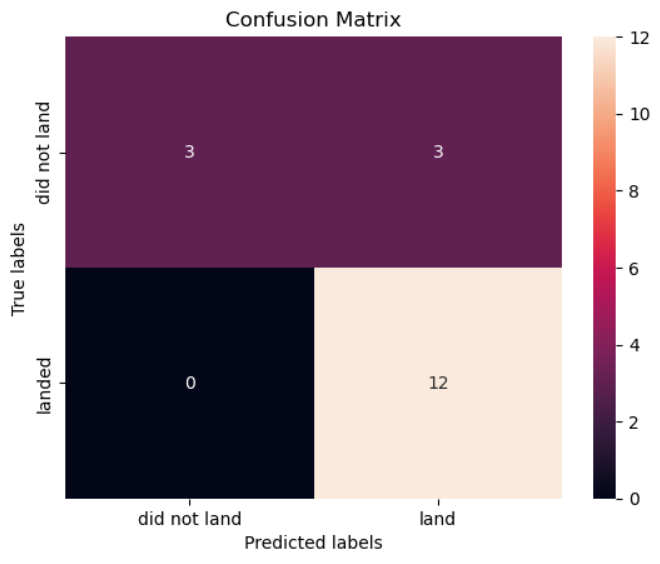 Confusion Matrix
True labels
did not land
landed
3
3
0
12
did not land
land
Predicted labels
12
10
8
6
4
2
0